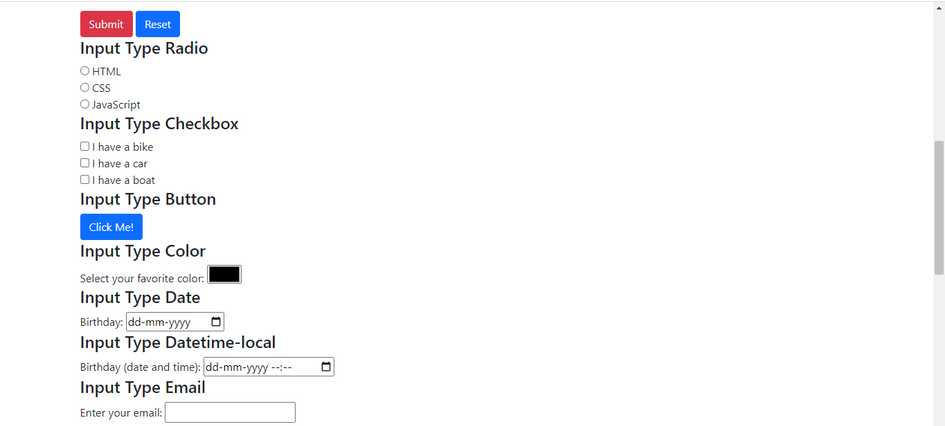 Submit Reset
Input Type Radio
HTML
CSS
JavaScript
Input Type Checkbox
I have a bike
I have a car
I have a boat
Input Type Button
Click Me!
Input Type Color
Select your favorite color:
Input Type Date
Birthday: dd-mm-yyyy
Input Type Datetime-local
Birthday (date and time): dd-mm-yyyy --:--
Input Type Email
Enter your email: